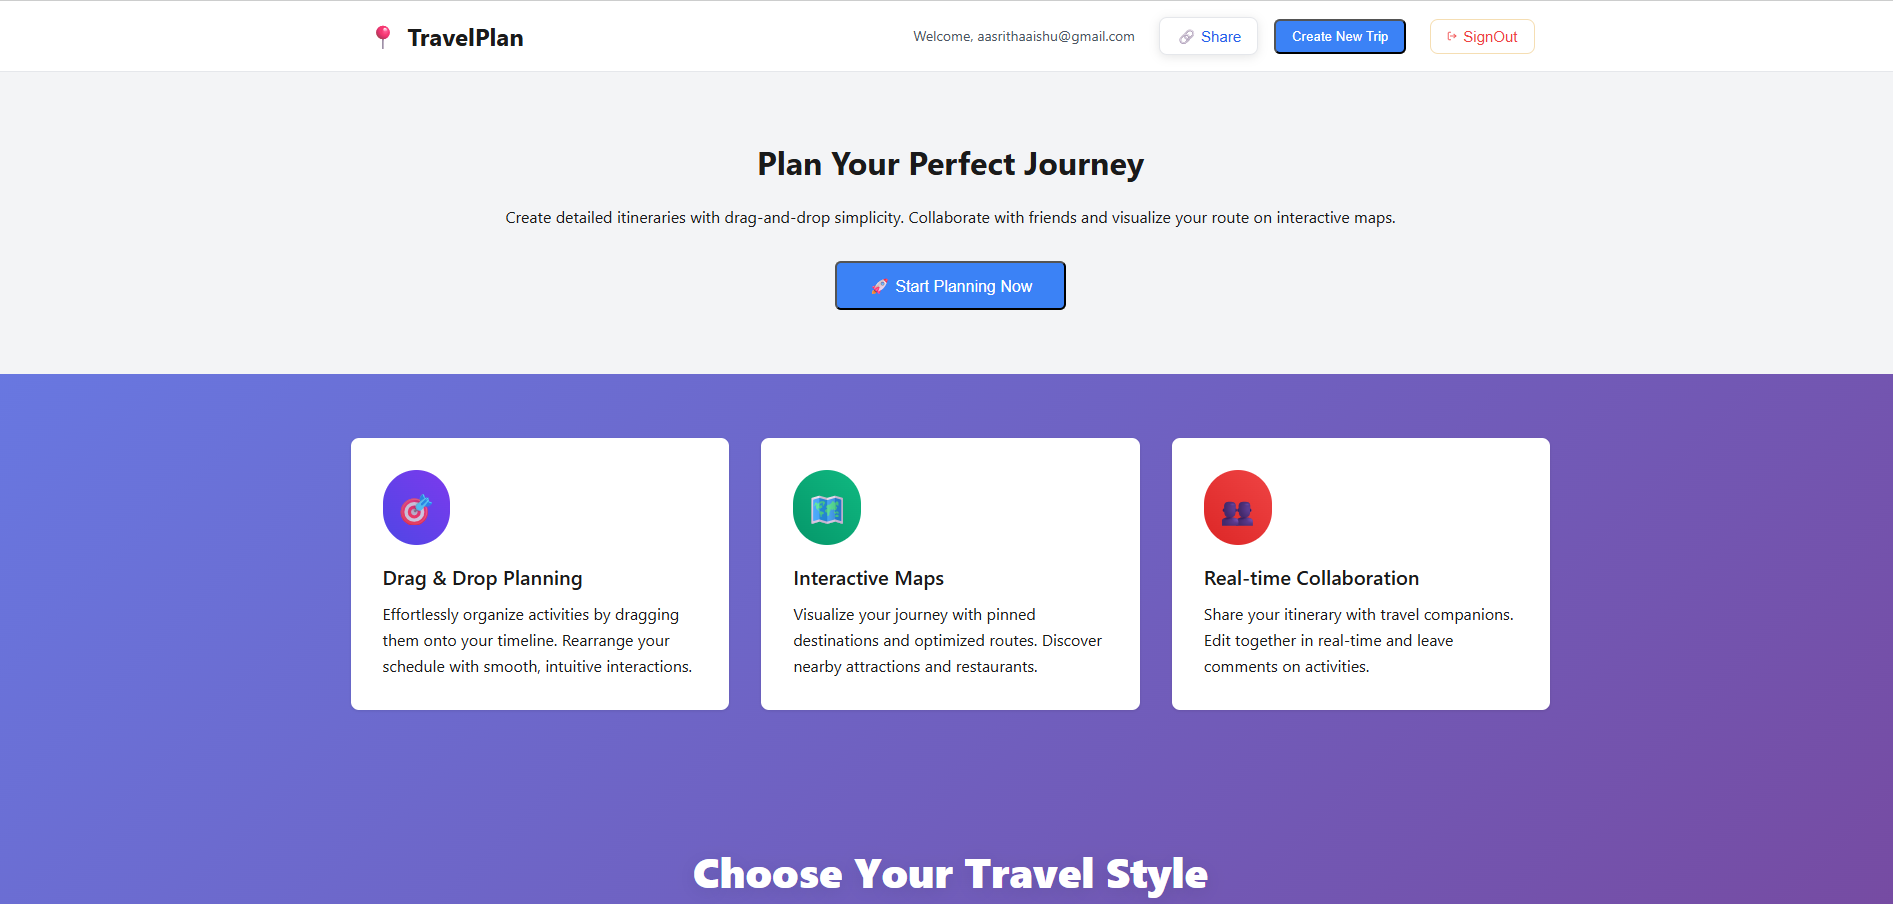 TravelPlan
Welcome, aasrithaaishu@gmail.com
Share
Create New Trip
SignOut
Plan Your Perfect Journey
Create detailed itineraries with drag-and-drop simplicity. Collaborate with friends and visualize your route on interactive maps.
Start Planning Now
Drag & Drop Planning
Effortlessly organize activities by dragging
them onto your timeline. Rearrange your
schedule with smooth, intuitive interactions.
Interactive Maps
Visualize your journey with pinned
destinations and optimized routes. Discover
nearby attractions and restaurants.
Real-time Collaboration
Share your itinerary with travel companions.
Edit together in real-time and leave
comments on activities.
Choose Your Travel Style